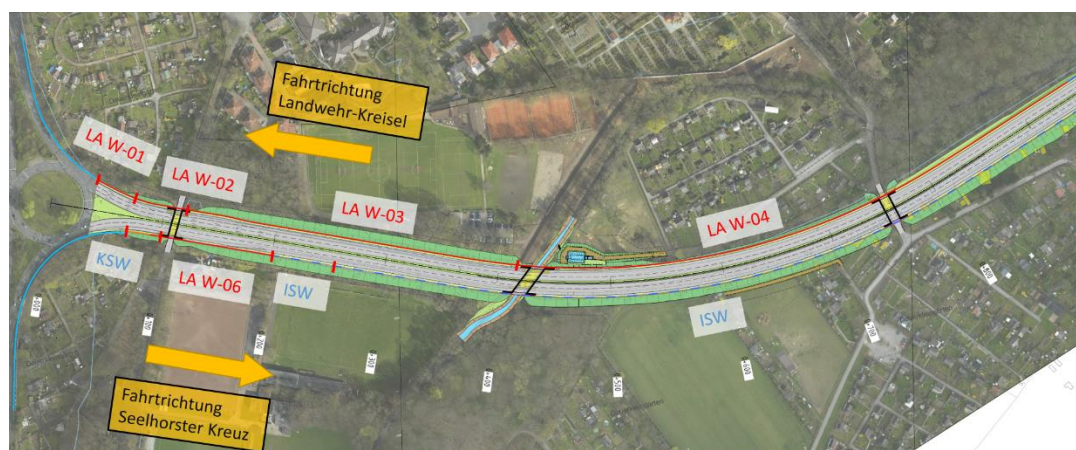 Fahrtrichtung
Landwehr-Kreisel
LA W-01
LA W-02
LA W-03
LA W-04
KSW
LA W-06
ISW
ISW
Fahrtrichtung
Seelhorster Kreuz